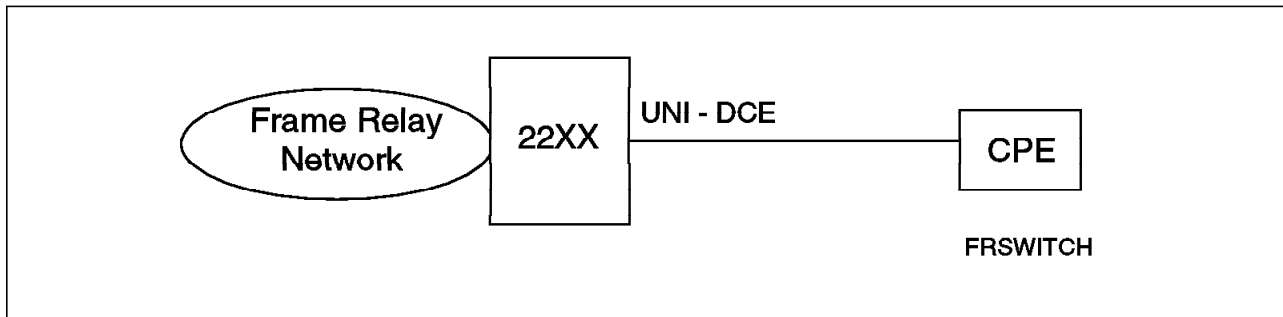 Frame Relay
Network
22XX
UNI - DCE
CPE
FRSWITCH